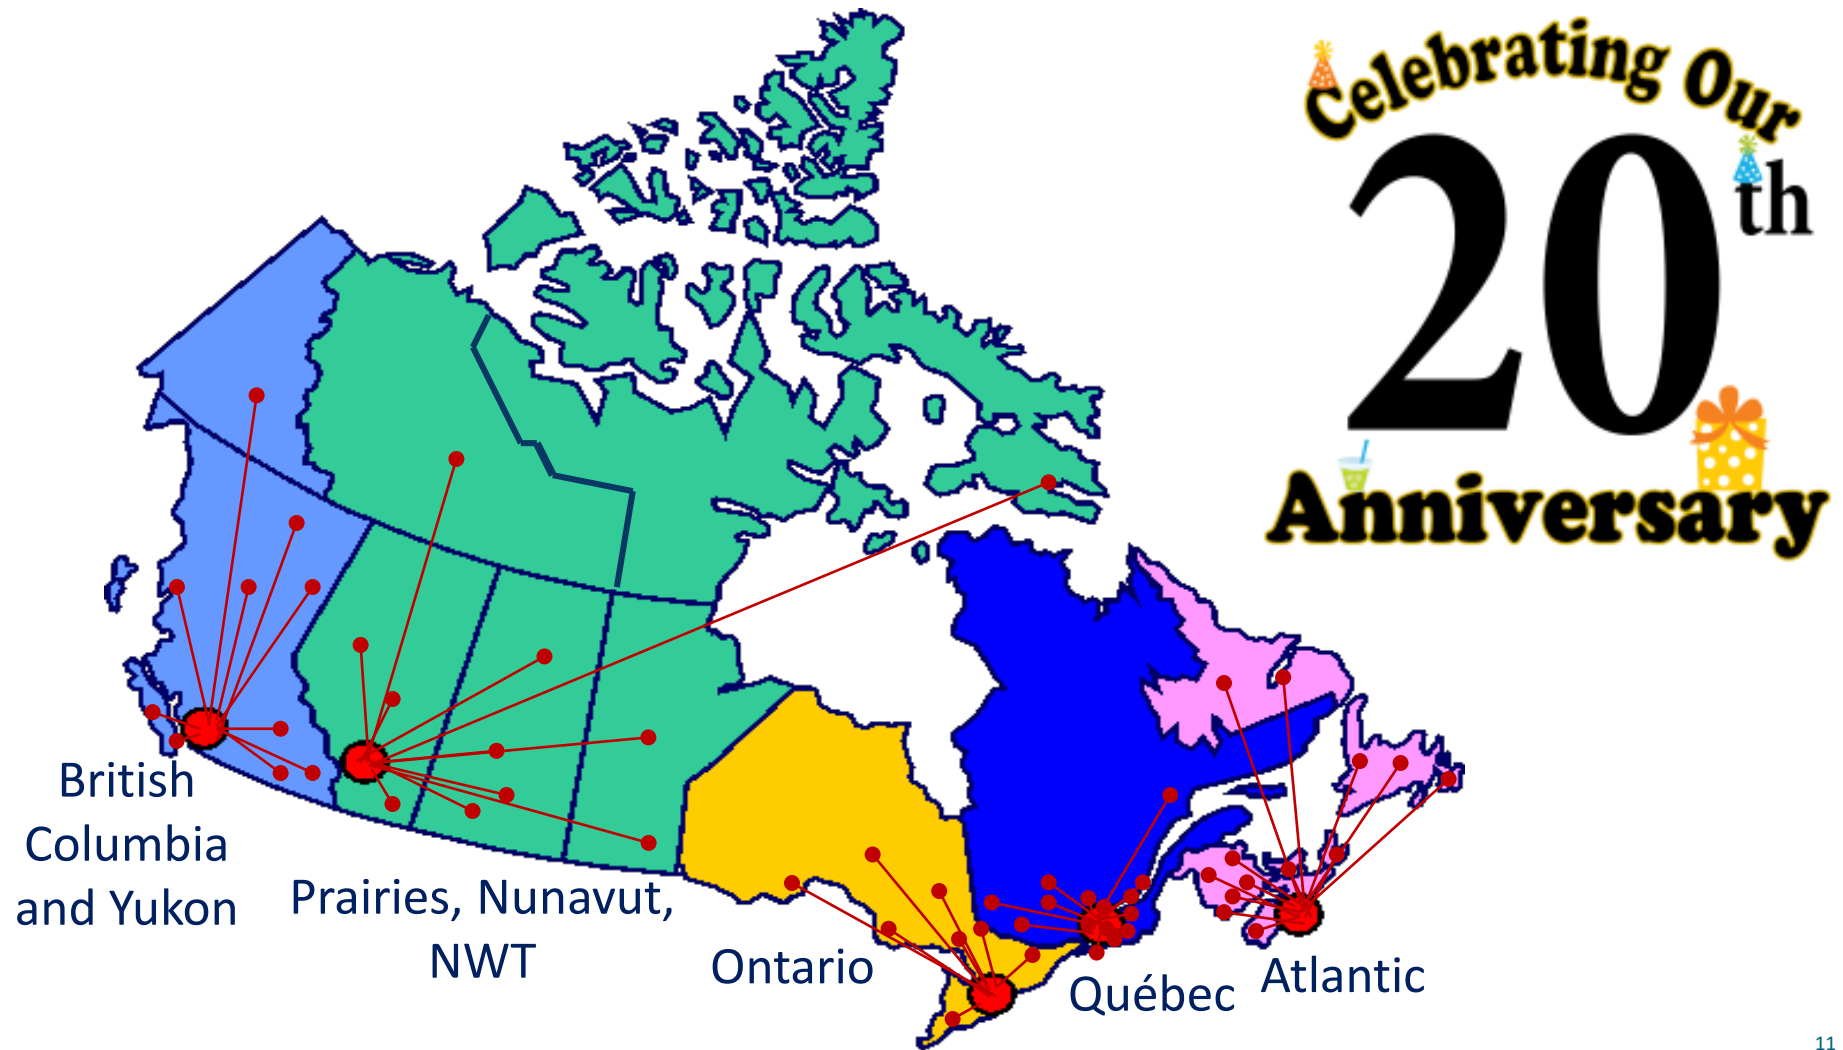 Celebrating Our
20th
Anniversary
British
Columbia
and Yukon
Prairies, Nunavut,
NWT
Ontario
Québec
Atlantic
11